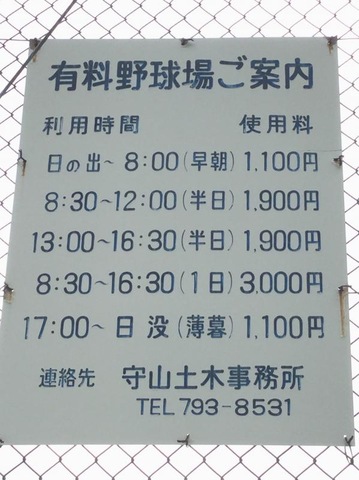 有料野球場ご案内
利用時間 使用料
日の出~8:00(早朝)1,100円
8:30~12:00(半日)1,900円
13:00~16:30(半日)1,900円
8:30~16:30(1日)3,000円
17:00~日没(薄暮)1,100円
連絡先 守山土木事務所
TEL 793-8531